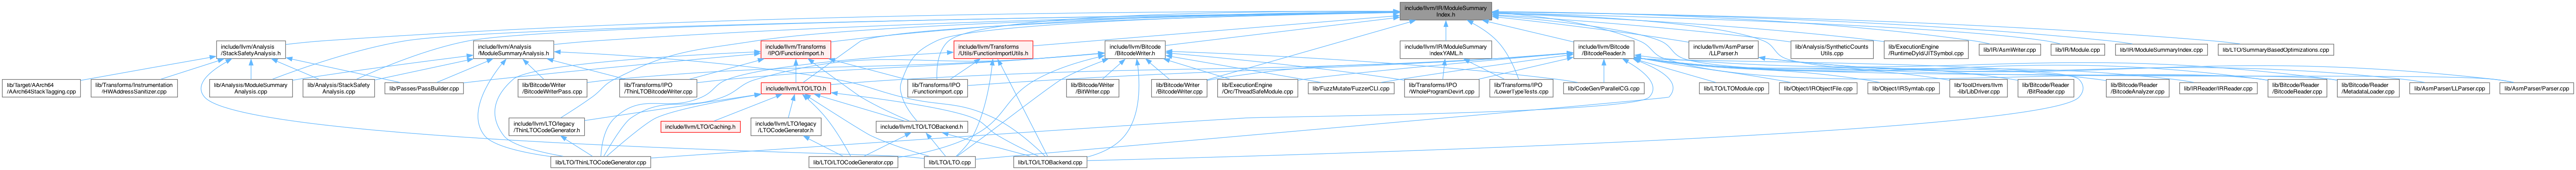 include/llvm/IR/ModuleSummary
Index.h
include/llvm/Analysis
/StackSafetyAnalysis.h
include/llvm/Analysis
/ModuleSummaryAnalysis.h
include/llvm/Transforms
/IPO/FunctionImport.h
include/llvm/Transforms
/Utils/FunctionImportUtils.h
include/llvm/Bitcode
/BitcodeWriter.h
include/llvm/IR/ModuleSummary
IndexYAML.h
include/llvm/Bitcode
/BitcodeReader.h
include/llvm/AsmParser
/LLParser.h
lib/Analysis/SyntheticCounts
Utils.cpp
lib/ExecutionEngine
/RuntimeDyld/JITSymbol.cpp
lib/IR/AsmWriter.cpp
lib/IR/Module.cpp
lib/IR/ModuleSummaryIndex.cpp
lib/LTO/SummaryBasedOptimizations.cpp
lib/Target/AArch64
/AArch64StackTagging.cpp
lib/Transforms/Instrumentation
/HWAddressSanitizer.cpp
lib/Analysis/ModuleSummary
Analysis.cpp
lib/Analysis/StackSafety
Analysis.cpp
lib/Passes/PassBuilder.cpp
lib/Bitcode/Writer
/BitcodeWriterPass.cpp
lib/Transforms/IPO
/ThinLTOBitcodeWriter.cpp
include/llvm/LTO/LTO.h
lib/Transforms/IPO
/FunctionImport.cpp
lib/Bitcode/Writer
/BitWriter.cpp
lib/Bitcode/Writer
/BitcodeWriter.cpp
lib/ExecutionEngine
/Orc/ThreadSafeModule.cpp
lib/FuzzMutate/FuzzerCLI.cpp
lib/Transforms/IPO
/WholeProgramDevirt.cpp
lib/Transforms/IPO
/LowerTypeTests.cpp
lib/CodeGen/ParallelCG.cpp
lib/LTO/LTOModule.cpp
lib/Object/IRObjectFile.cpp
lib/Object/IRSymtab.cpp
lib/ToolDrivers/llvm
-lib/LibDriver.cpp
lib/Bitcode/Reader
/BitReader.cpp
lib/Bitcode/Reader
/BitcodeAnalyzer.cpp
lib/IRReader/IRReader.cpp
lib/Bitcode/Reader
/BitcodeReader.cpp
lib/Bitcode/Reader
/MetadataLoader.cpp
lib/AsmParser/LLParser.cpp
lib/AsmParser/Parser.cpp
include/llvm/LTO/legacy
/ThinLTOCodeGenerator.h
include/llvm/LTO/Caching.h
include/llvm/LTO/legacy
/LTOCodeGenerator.h
include/llvm/LTO/LTOBackend.h
lib/LTO/ThinLTOCodeGenerator.cpp
lib/LTO/LTOCodeGenerator.cpp
lib/LTO/LTO.cpp
lib/LTO/LTOBackend.cpp